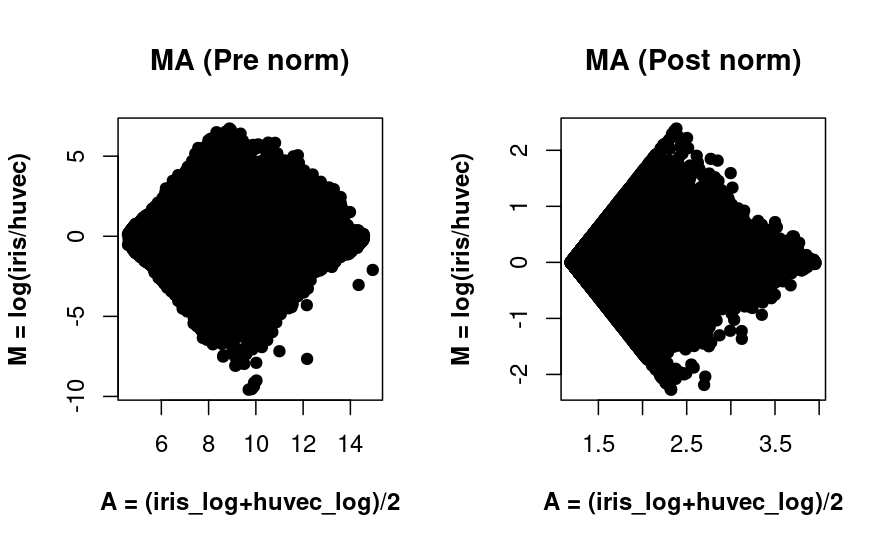 MA (Pre norm)
M = log(iris/huvec)
5
0
-5
-10
6 8 10 12 14
A = (iris_log+huvec_log)/2
MA (Post norm)
M = log(iris/huvec)
2
1
0
-1
-2
1.5 2.5 3.5
A = (iris_log+huvec_log)/2